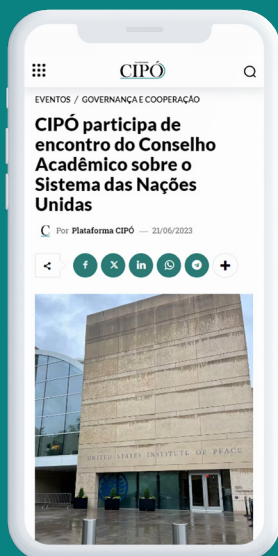 CIPÓ
EVENTOS / GOVERNANÇA E COOPERAÇÃO
CIPÓ participa de
encontro do Conselho
Acadêmico sobre o
Sistema das Nações
Unidas
C Por Plataforma CIPÓ — 21/06/2023
UNITED STATES INSTITUTE OF PEACE